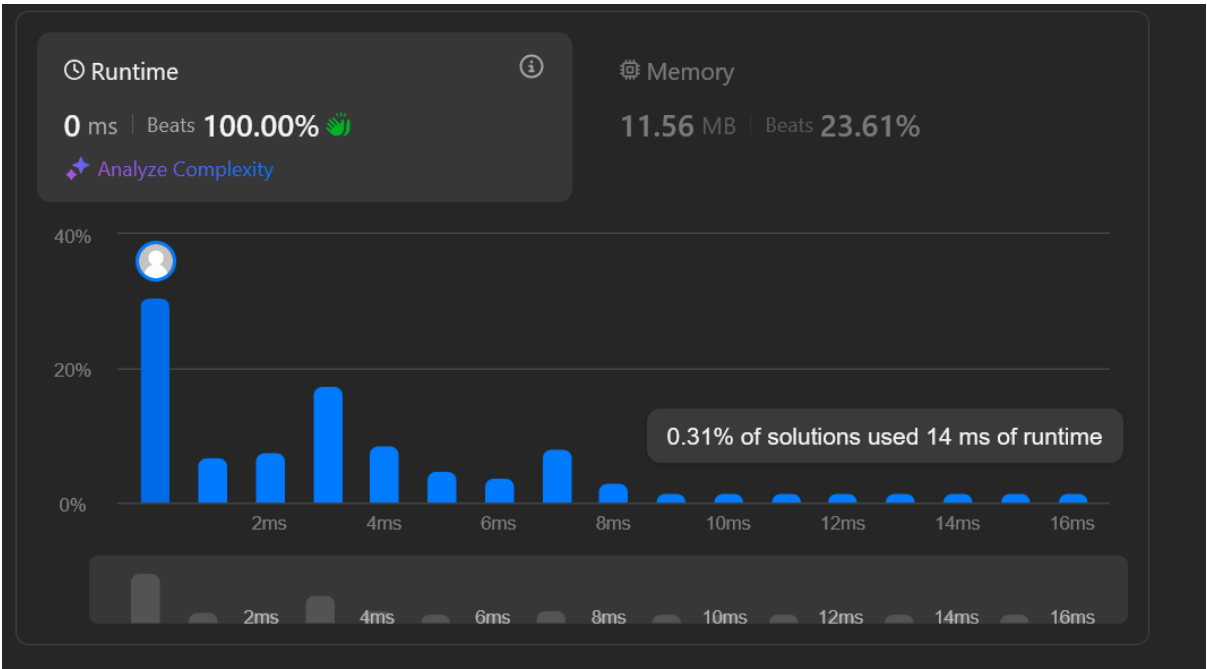 Runtime
0 ms | Beats 100.00%
Analyze Complexity
Memory
11.56 MB | Beats 23.61%
40%
20%
0%
0.31% of solutions used 14 ms of runtime
2ms 4ms 6ms 8ms 10ms 12ms 14ms 16ms
2ms 4ms 6ms 8ms 10ms 12ms 14ms 16ms